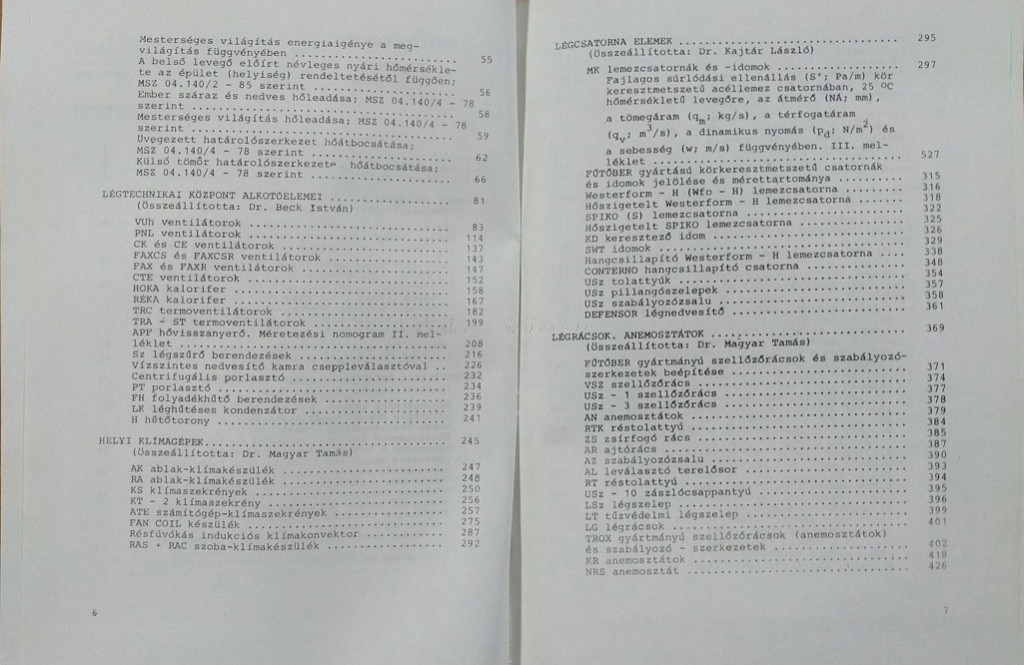 Mesterséges világítás energiaigénye a meg-
világítás függvényében .................. 55
A belső levegő előírt névleges nyári hőmérsékle-
te az épület (helyiség) rendeltetésétől függően;
MSZ 04.140/2 - 85 szerint .................. 56
Ember száraz és nedves hőleadása; MSZ 04.140/4 - 78
szerint .................. 58
Mesterséges világítás hőleadása; MSZ 04.140/4 - 78
szerint .................. 59
Üvegezett határolószerkezet hőátbocsátása;
MSZ 04.140/4 - 78 szerint .................. 62
Külső tömör határolószerkezete hőátbocsátása;
MSZ 04.140/4 - 78 szerint .................. 66
LÉGTECHNIKAI KÖZPONT ALKOTÓELEMEI .................. 81
(Összeállította: Dr. Beck István)
VUh ventilátorok .................. 83
PNL ventilátorok .................. 114
CK és CE ventilátorok .................. 137
FAXCS és FAXCSR ventilátorok .................. 143
FAX és FAXR ventilátorok .................. 147
CTE ventilátorok .................. 152
HOKA kalorifer .................. 158
RÉKA kalorifer .................. 167
TRC termoventilátorok .................. 182
TRA - ST termoventilátorok .................. 199
APF hővisszanyerő. Méretezési nomogram II. mel-
léklet .................. 208
Sz légszűrő berendezések .................. 216
Vízszintes nedvesítő kamra cseppleválasztóval .. 226
Centrifugális porlasztó .................. 232
PT porlasztó .................. 234
FH folyadékhűtő berendezések .................. 236
LK léghűtéses kondenzátor .................. 239
H hűtőtorony .................. 241
HELYI KLÍMAGÉPEK .................. 245
(Összeállította: Dr. Magyar Tamás)
AK ablak-klímakészülék .................. 247
RA ablak-klímakészülék .................. 248
KS klímaszekrények .................. 250
KT - 2 klímaszekrény .................. 256
ATE számítógép-klímaszekrények .................. 257
FAN COIL készülék .................. 275
Résfúvókás indukciós klímakonvektor .................. 287
RAS + RAC szoba-klímakészülék .................. 292
6
LÉGCSATORNA ELEMEK .................. 295
(Összeállította: Dr. Kajtár László)
MK lemezcsatornák és -idomok .................. 297
Fajlagos súrlódási ellenállás (S'; Pa/m) kör
keresztmetszetű acéllemez csatornában, 25 °C
hőmérsékletű levegőre, az átmérő (NA; mm),
a tömegáram (qm; kg/s), a térfogatáram
(qv; m³/s), a dinamikus nyomás (pd; N/m²) és
a sebesség (w; m/s) függvényében. III. mel-
léklet .................. 527
FŰTŐBER gyártású körkeresztmetszetű csatornák
és idomok jelölése és mérettartománya .......... 315
Westerform - H (Wfo - H) lemezcsatorna .......... 316
Hőszigetelt Westerform - H lemezcsatorna ....... 318
SPIKO (S) lemezcsatorna .................. 322
Hőszigetelt SPIKO lemezcsatorna .................. 325
KD keresztező idom .................. 326
SWT idomok .................. 329
Hangcsillapító Westerform - H lemezcsatorna .... 338
CONTERNO hangcsillapító csatorna .................. 348
USz tolattyúk .................. 354
USz pillangószelepek .................. 357
USz szabályozózsalu .................. 358
DEFENSOR légnedvesítő .................. 361
LÉGRÁCSOK. ANEMOSZTÁTOK .................. 369
(Összeállította: Dr. Magyar Tamás)
FŰTŐBER gyártmányú szellőzőrácsok és szabályozó-
szerkezetek beépítése .................. 371
VSZ szellőzőrács .................. 374
USz - 1 szellőzőrács .................. 377
USz - 3 szellőzőrács .................. 378
AN anemosztátok .................. 379
RTK réstolattyú .................. 384
ZS zsírfogó rács .................. 385
AR ajtórács .................. 387
AZ szabályozózsalu .................. 390
AL leválasztó terelősor .................. 393
RT réstolattyú .................. 394
USz - 10 zászlócsappantyú .................. 395
LSz légszelep .................. 396
LT tűzvédelmi légszelep .................. 399
LG légrácsok .................. 401
TROX gyártmányú szellőzőrácsok (anemosztátok)
és szabályozó - szerkezetek .................. 402
KR anemosztátok .................. 410
NRS anemosztát .................. 426
7